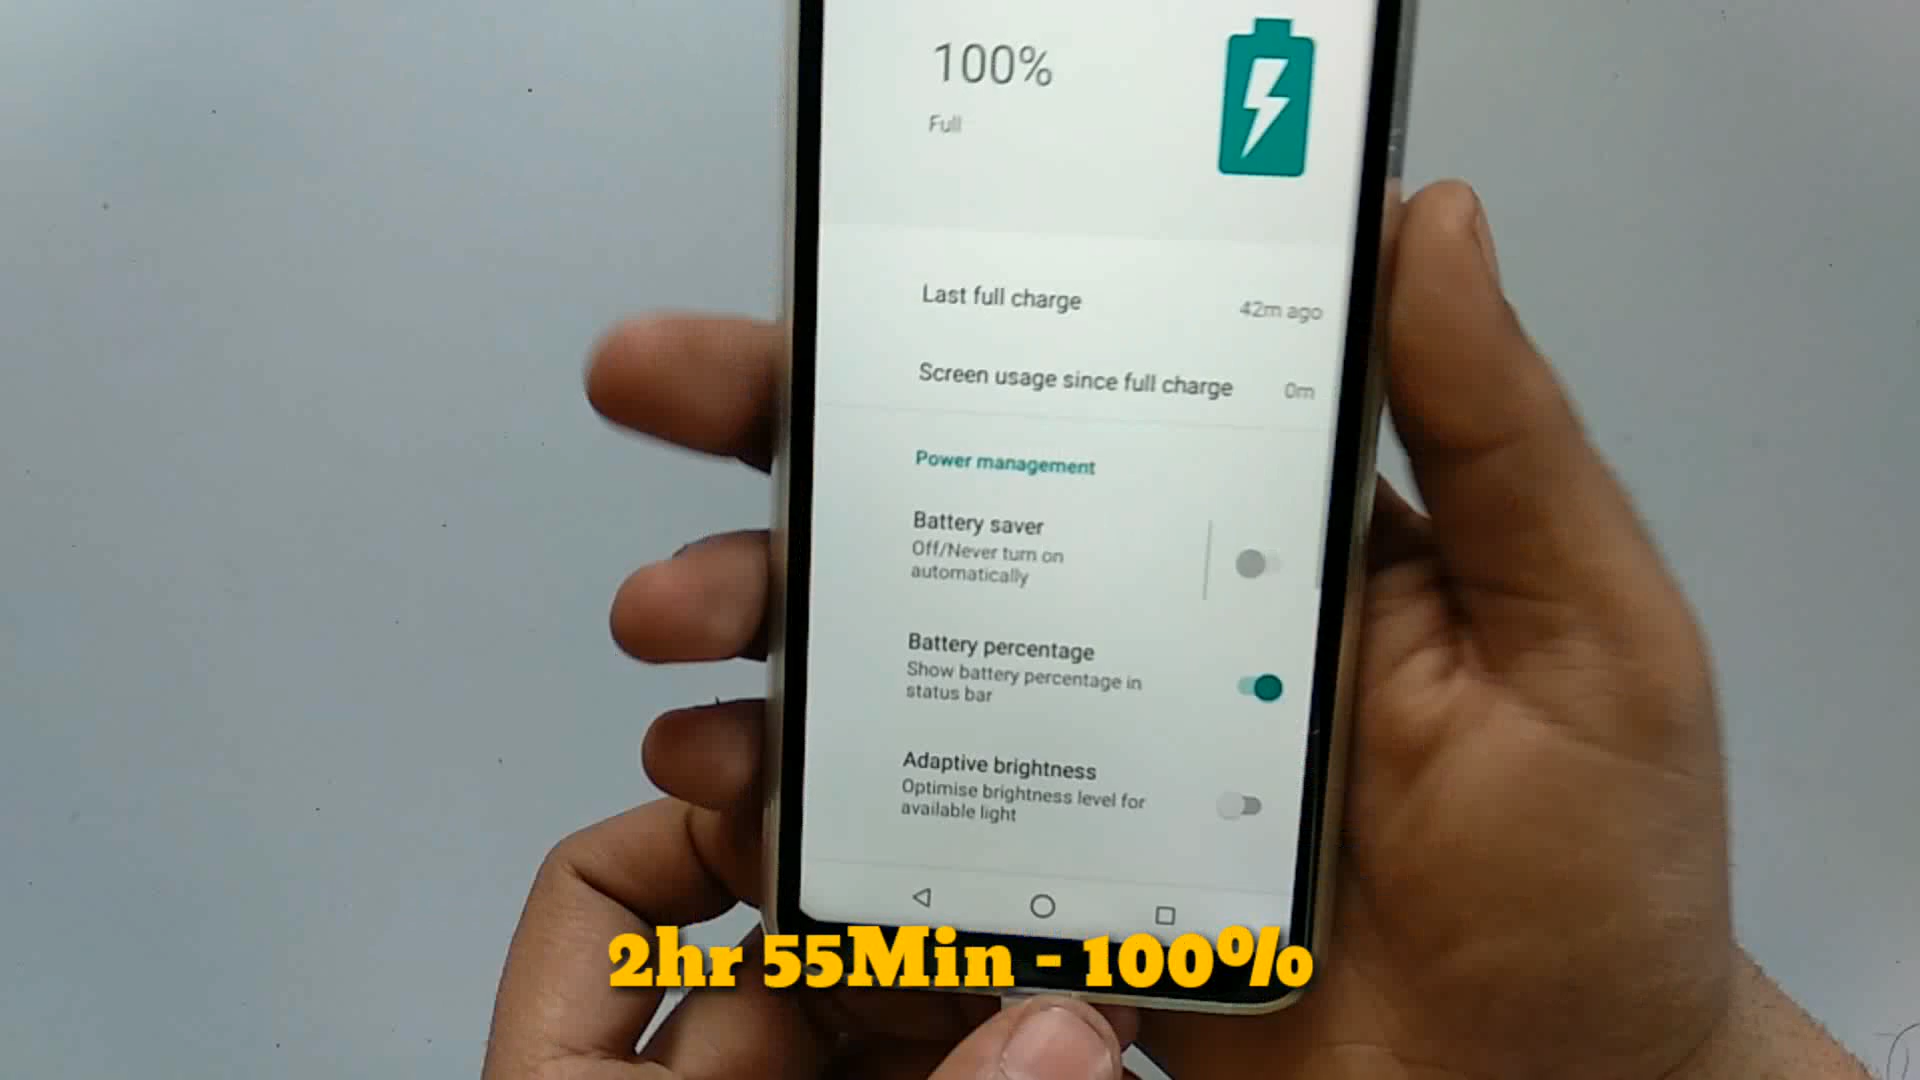 100%
Full
Last full charge 42m ago
Screen usage since full charge 0m
Power management
Battery saver
Off/Never turn on
automatically
Battery percentage
Show battery percentage in
status bar
Adaptive brightness
Optimise brightness level for
available light
2hr 55Min - 100%